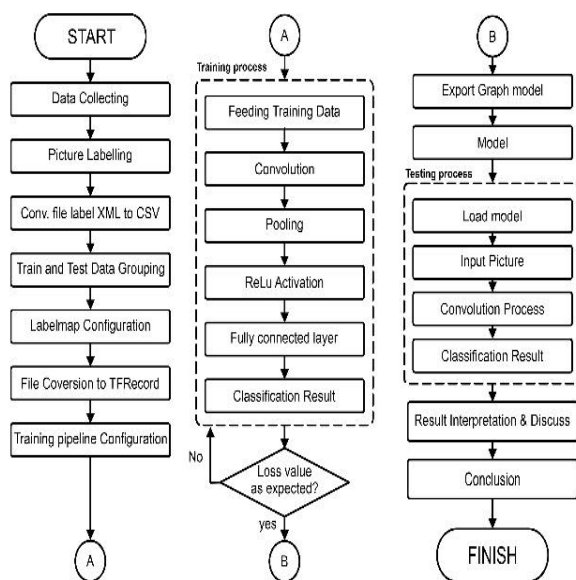 START
Data Collecting
Picture Labelling
Conv. file label XML to CSV
Train and Test Data Grouping
Labelmap Configuration
File Coversion to TFRecord
Training pipeline Configuration
A
A
Training process
Feeding Training Data
Convolution
Pooling
ReLu Activation
Fully connected layer
Classification Result
No
Loss value
as expected?
yes
B
B
Export Graph model
Model
Testing process
Load model
Input Picture
Convolution Process
Classification Result
Result Interpretation & Discuss
Conclusion
FINISH